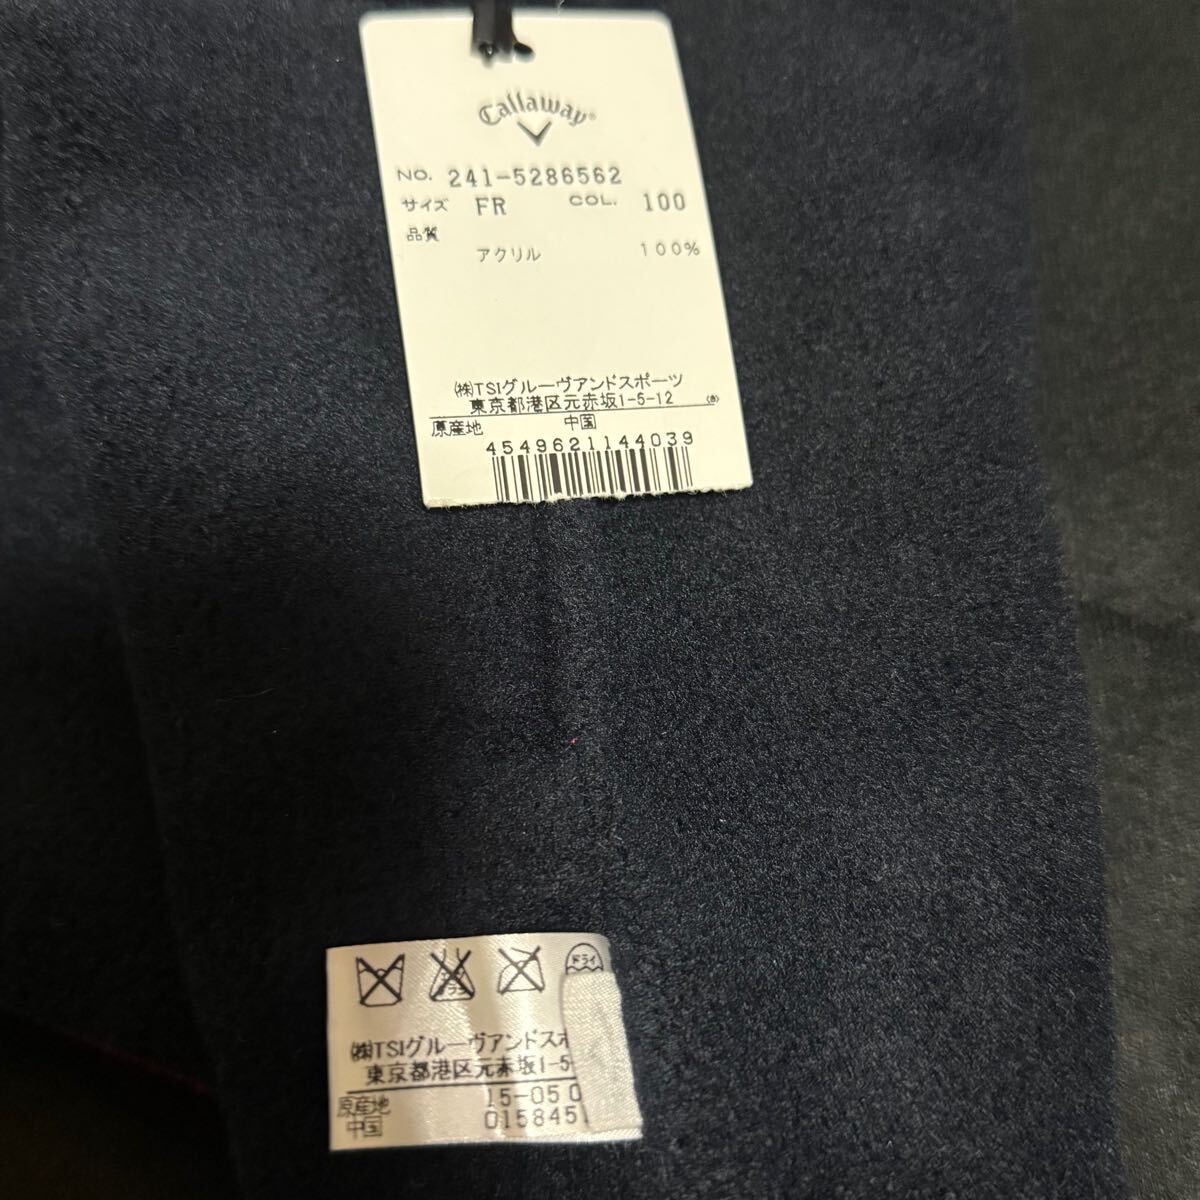 Callaway®
NO. 241-5286562
サイズ FR COL. 100
品質
アクリル 100%
㈱TSIグルーヴアンドスポーツ
東京都港区元赤坂1-5-12
原産地 中国
4549621144039
ドライ
㈱TSIグルーヴアンドスポ
東京都港区元赤坂1-5-
原産地 15-05 0
中国 0158451